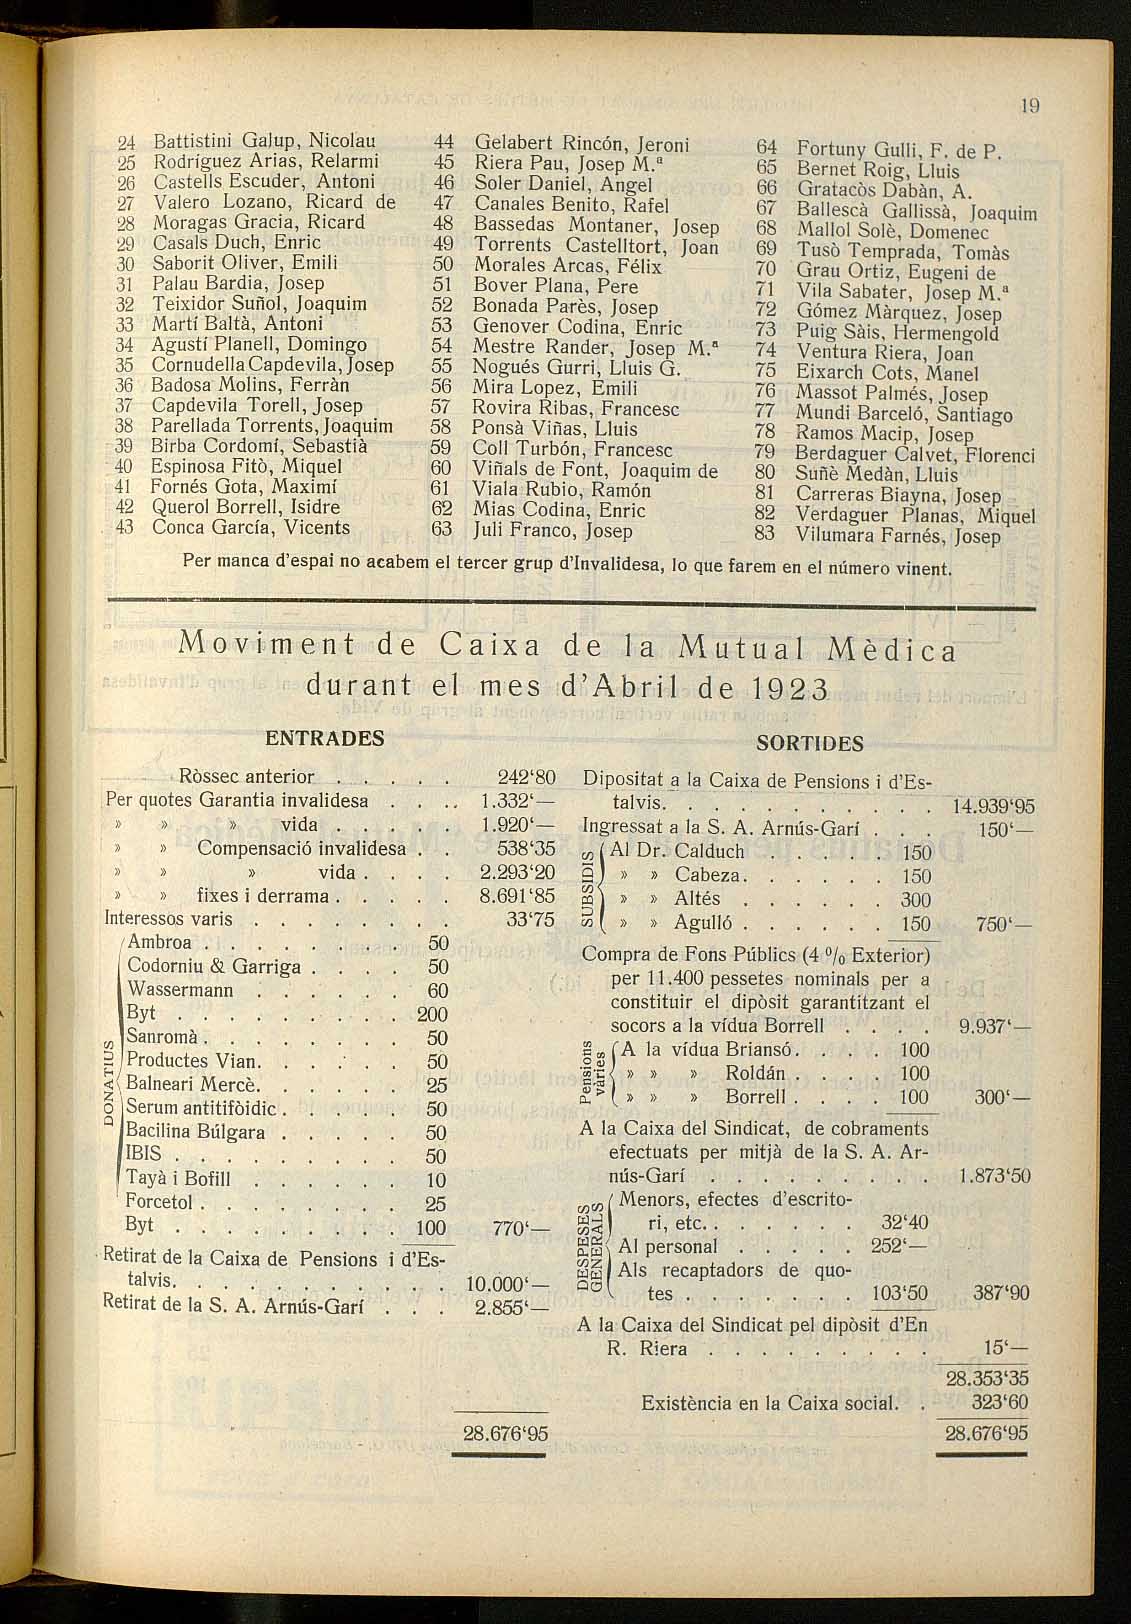 19
24 Battistini Galup, Nicolau
25 Rodríguez Arias, Relarmi
26 Castells Escuder, Antoni
27 Valero Lozano, Ricard de
28 Moragas Gracia, Ricard
29 Casals Duch, Enric
30 Saborit Oliver, Emili
31 Palau Bardia, Josep
32 Teixidor Suñol, Joaquim
33 Martí Baltà, Antoni
34 Agustí Planell, Domingo
35 Cornudella Capdevila, Josep
36 Badosa Molins, Ferràn
37 Capdevila Torell, Josep
38 Parellada Torrents, Joaquim
39 Birba Cordomí, Sebastià
40 Espinosa Fitò, Miquel
41 Fornés Gota, Maximí
42 Querol Borrell, Isidre
43 Conca García, Vicents
44 Gelabert Rincón, Jeroni
45 Riera Pau, Josep M.ª
46 Soler Daniel, Angel
47 Canales Benito, Rafel
48 Bassedas Montaner, Josep
49 Torrents Castelltort, Joan
50 Morales Arcas, Félix
51 Bover Plana, Pere
52 Bonada Parès, Josep
53 Genover Codina, Enric
54 Mestre Rander, Josep M.ª
55 Nogués Gurri, Lluis G.
56 Mira Lopez, Emili
57 Rovira Ribas, Francesc
58 Ponsà Viñas, Lluis
59 Coll Turbón, Francesc
60 Viñals de Font, Joaquim de
61 Viala Rubio, Ramón
62 Mias Codina, Enric
63 Juli Franco, Josep
64 Fortuny Gulli, F. de P.
65 Bernet Roig, Lluis
66 Gratacòs Dabàn, A.
67 Ballescà Gallissà, Joaquim
68 Mallol Solè, Domenec
69 Tusò Temprada, Tomàs
70 Grau Ortiz, Eugeni de
71 Vila Sabater, Josep M.ª
72 Gómez Màrquez, Josep
73 Puig Sàis, Hermengold
74 Ventura Riera, Joan
75 Eixarch Cots, Manel
76 Massot Palmés, Josep
77 Mundi Barceló, Santiago
78 Ramos Macip, Josep
79 Berdaguer Calvet, Florenci
80 Suñè Medàn, Lluis
81 Carreras Biayna, Josep
82 Verdaguer Planas, Miquel
83 Vilumara Farnés, Josep
Per manca d'espai no acabem el tercer grup d'Invalidesa, lo que farem en el número vinent.
Moviment de Caixa de la Mutual Mèdica
durant el mes d'Abril de 1923
ENTRADES
Ròssec anterior . . . . . 242'80
Per quotes Garantia invalidesa . . . . 1.332'—
» » » vida . . . . . 1.920'—
» » Compensació invalidesa . . 538'35
» » » vida . . . . 2.293'20
» » fixes i derrama . . . . . 8.691'85
Interessos varis . . . . . . . . 33'75
DONATIUS
Ambroa . . . . . . . . 50
Codorniu & Garriga . . . . 50
Wassermann . . . . . . 60
Byt . . . . . . . . . 200
Sanromà . . . . . . . . 50
Productes Vian. . . . . . 50
Balneari Mercè. . . . . . 25
Serum antitifòidic . . . . . 50
Bacilina Búlgara . . . . . 50
IBIS . . . . . . . . . 50
Tayà i Bofill . . . . . . 10
Forcetol . . . . . . . . 25
Byt . . . . . . . . . 100 770'—
Retirat de la Caixa de Pensions i d'Es-
talvis. . . . . . . . . . . 10.000'—
Retirat de la S. A. Arnús-Garí . . . 2.855'—
28.676'95
SORTIDES
Dipositat a la Caixa de Pensions i d'Es-
talvis. . . . . . . . . . . 14.939'95
Ingressat a la S. A. Arnús-Garí . . . 150'—
SUBSIDIS
Al Dr. Calduch . . . . . 150
» » Cabeza. . . . . . 150
» » Altés . . . . . . 300
» » Agulló . . . . . . 150 750'—
Compra de Fons Públics (4 º/o Exterior)
per 11.400 pessetes nominals per a
constituir el dipòsit garantitzant el
socors a la vídua Borrell . . . . 9.937'—
Pensions vàries
A la vídua Briansó. . . . 100
» » » Roldán . . . . 100
» » » Borrell . . . . 100 300'—
A la Caixa del Sindicat, de cobraments
efectuats per mitjà de la S. A. Ar-
nús-Garí . . . . . . . . . 1.873'50
DESPESES GENERALS
Menors, efectes d'escrito-
ri, etc. . . . . . . 32'40
Al personal . . . . . 252'—
Als recaptadors de quo-
tes . . . . . . . 103'50 387'90
A la Caixa del Sindicat pel dipòsit d'En
R. Riera . . . . . . . . . 15'—
28.353'35
Existència en la Caixa social. . 323'60
28.676'95